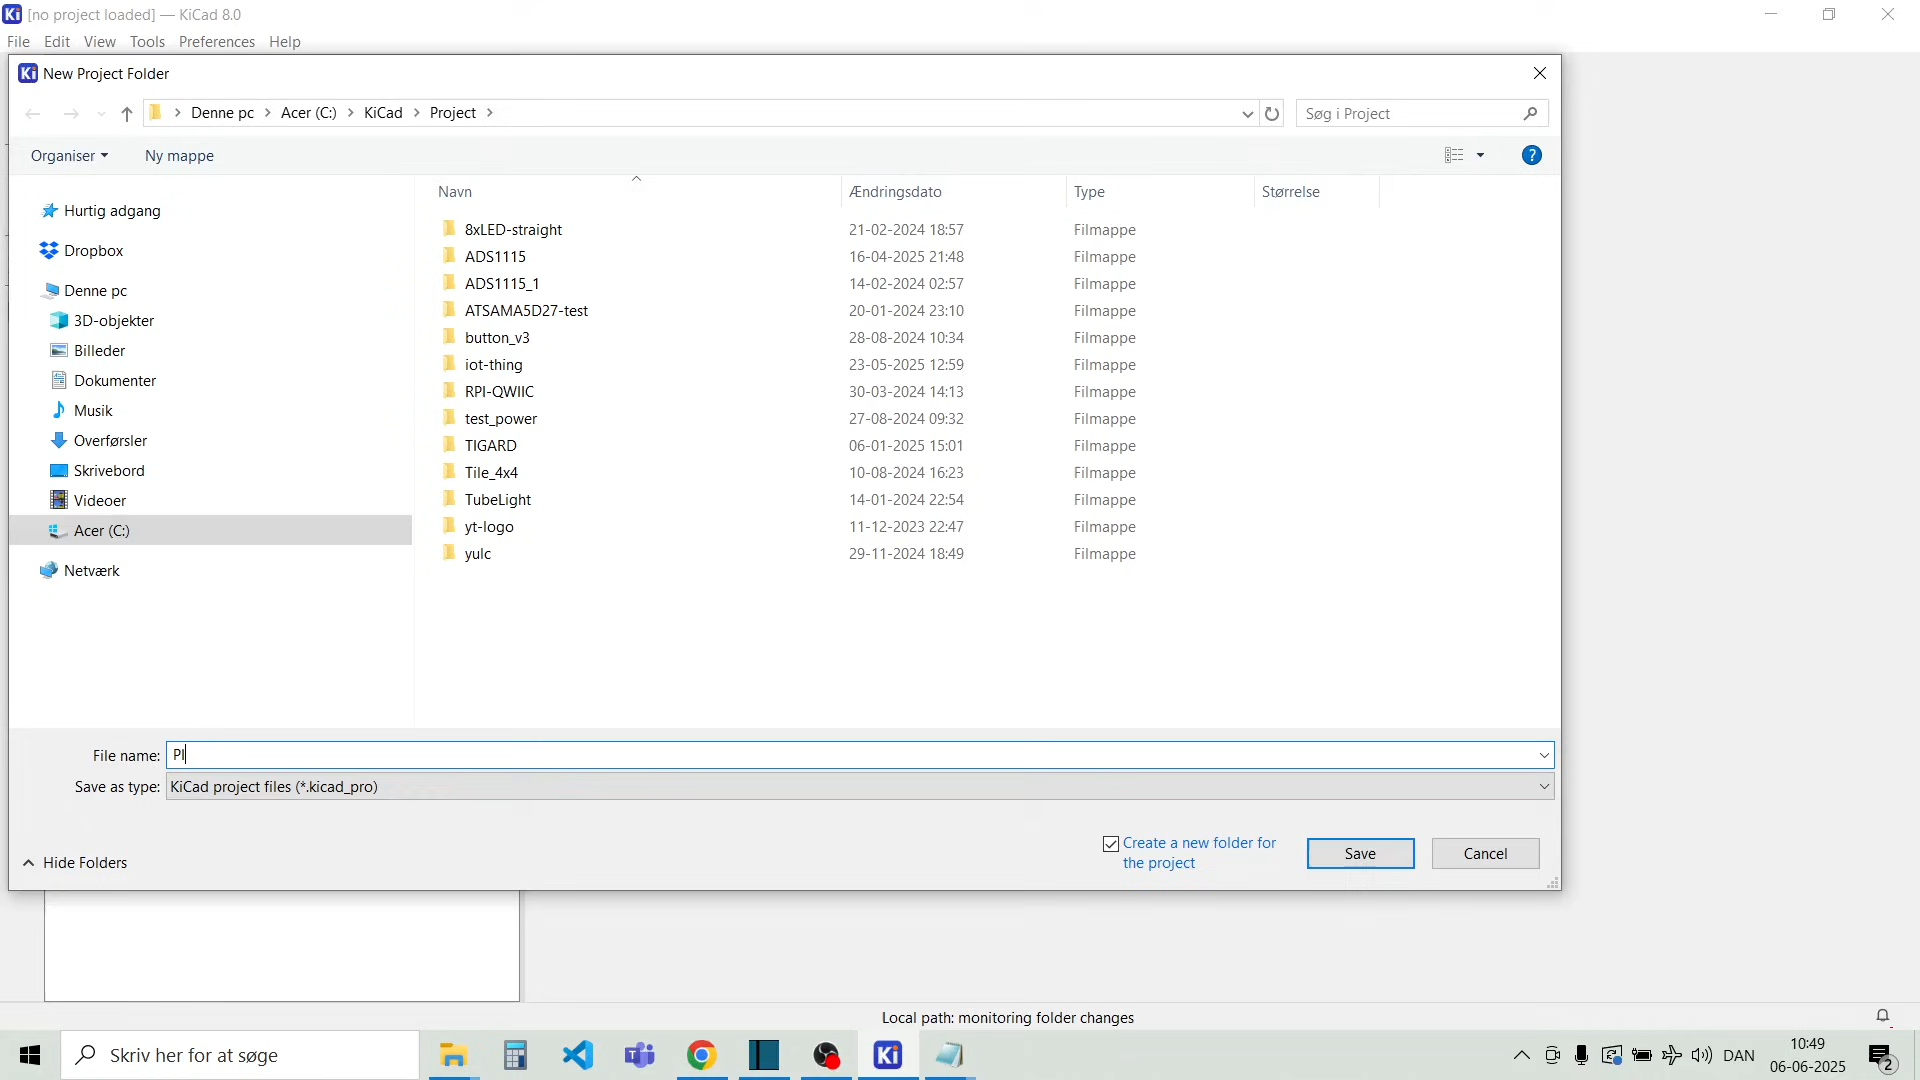 [no project loaded] — KiCad 8.0
File Edit View Tools Preferences Help
New Project Folder
Denne pc Acer (C:) KiCad Project
Søg i Project
Organiser Ny mappe
Navn Ændringsdato Type Størrelse
Hurtig adgang
Dropbox
Denne pc
3D-objekter
Billeder
Dokumenter
Musik
Overførsler
Skrivebord
Videoer
Acer (C:)
Netværk
8xLED-straight 21-02-2024 18:57 Filmappe
ADS1115 16-04-2025 21:48 Filmappe
ADS1115_1 14-02-2024 02:57 Filmappe
ATSAMA5D27-test 20-01-2024 23:10 Filmappe
button_v3 28-08-2024 10:34 Filmappe
iot-thing 23-05-2025 12:59 Filmappe
RPI-QWIIC 30-03-2024 14:13 Filmappe
test_power 27-08-2024 09:32 Filmappe
TIGARD 06-01-2025 15:01 Filmappe
Tile_4x4 10-08-2024 16:23 Filmappe
TubeLight 14-01-2024 22:54 Filmappe
yt-logo 11-12-2023 22:47 Filmappe
yulc 29-11-2024 18:49 Filmappe
File name: PI
Save as type: KiCad project files (*.kicad_pro)
Create a new folder for
the project
Save
Cancel
Hide Folders
Local path: monitoring folder changes
Skriv her for at søge
DAN
10:49
06-06-2025
2